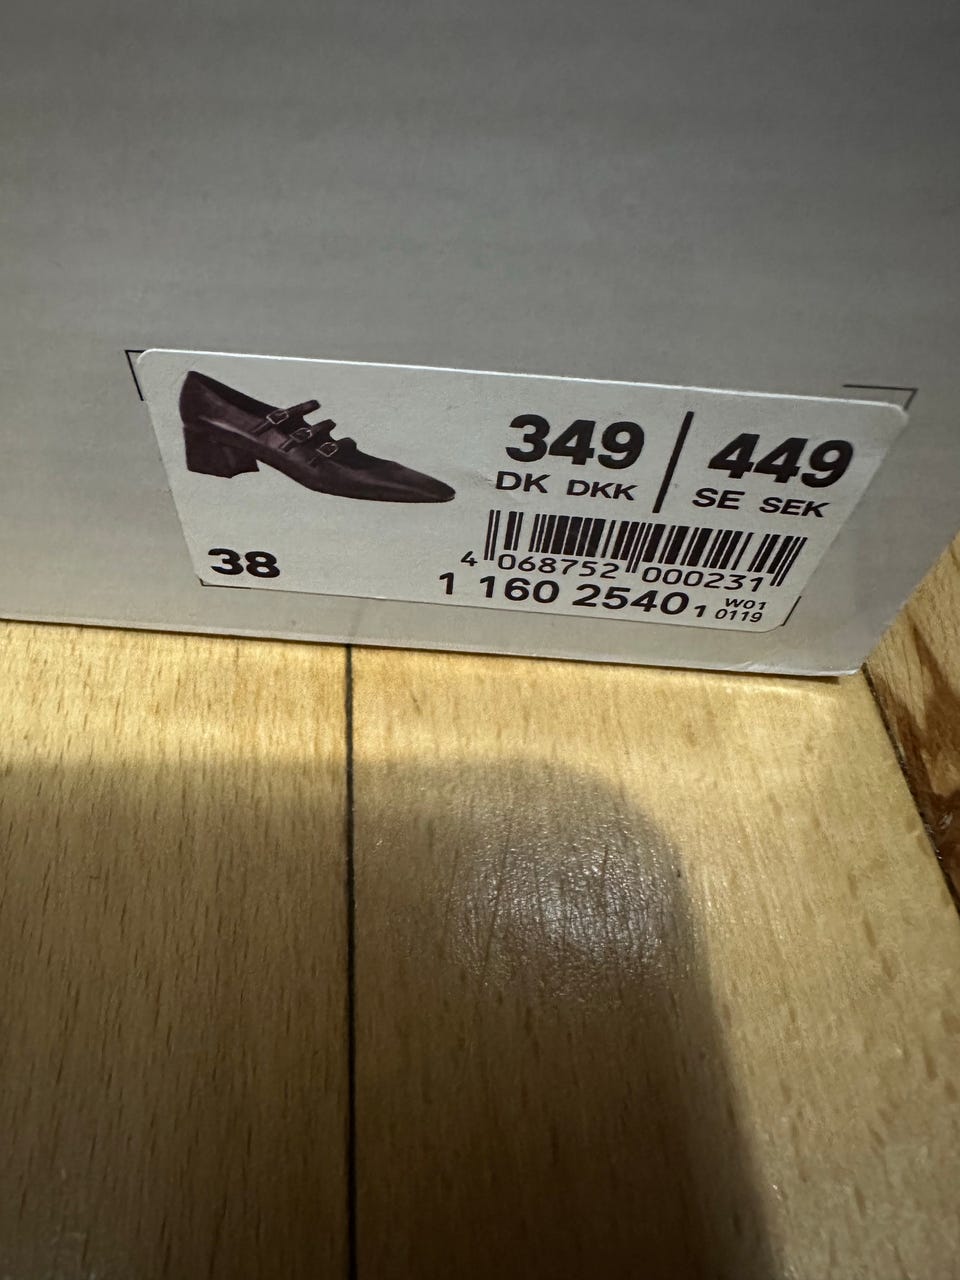 349 | 449
DK DKK SE SEK
4 068752 000231
38
1 160 2540 1 W01
0119